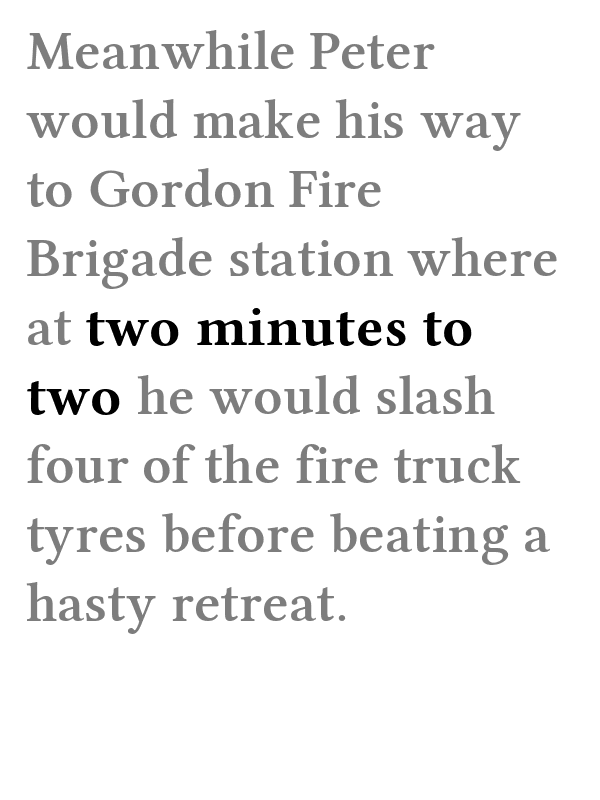 Meanwhile Peter
would make his way
to Gordon Fire
Brigade station where
at two minutes to
two he would slash
four of the fire truck
tyres before beating a
hasty retreat.